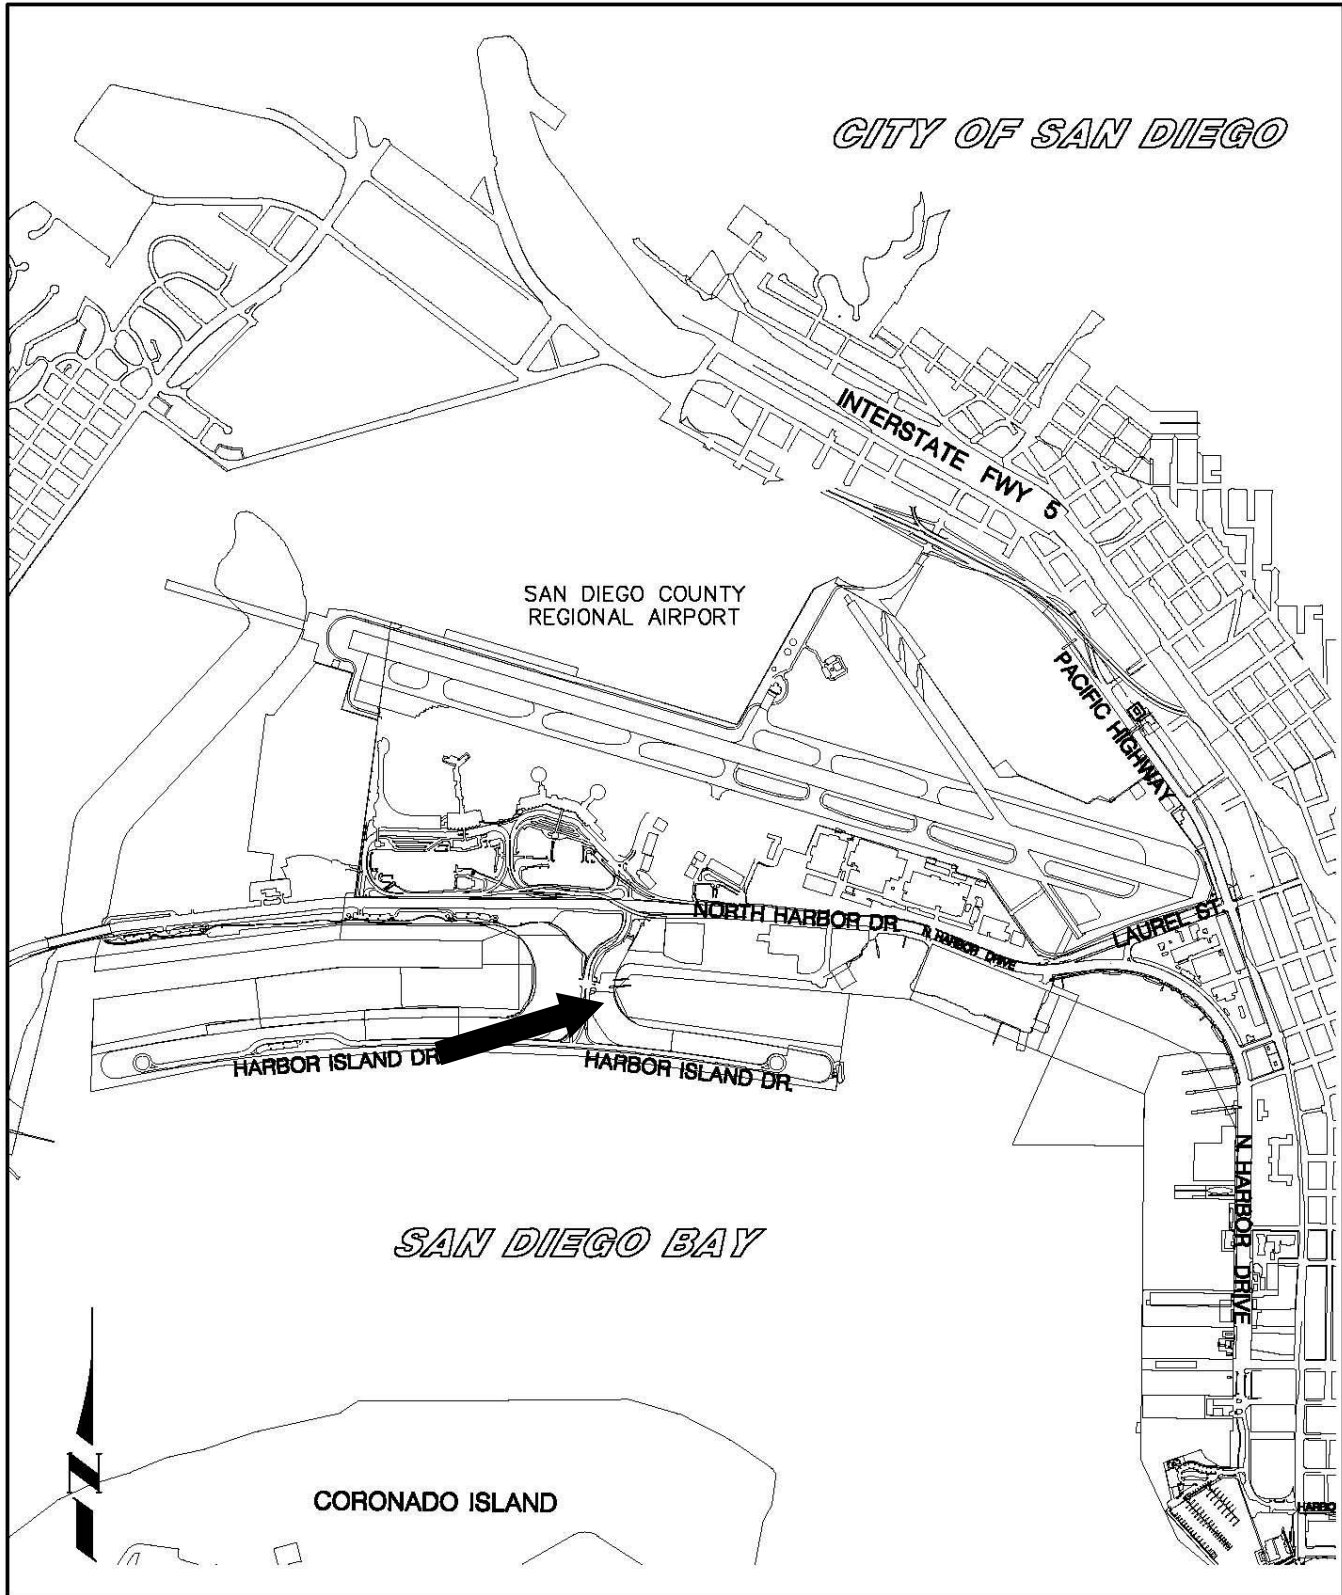 CITY OF SAN DIEGO
INTERSTATE FWY 5
SAN DIEGO COUNTY
REGIONAL AIRPORT
PACIFIC HIGHWAY
NORTH HARBOR DR.
N. HARBOR DRIVE
LAUREL ST.
HARBOR ISLAND DR.
HARBOR ISLAND DR.
N. HARBOR DRIVE
SAN DIEGO BAY
N
CORONADO ISLAND
HARBO